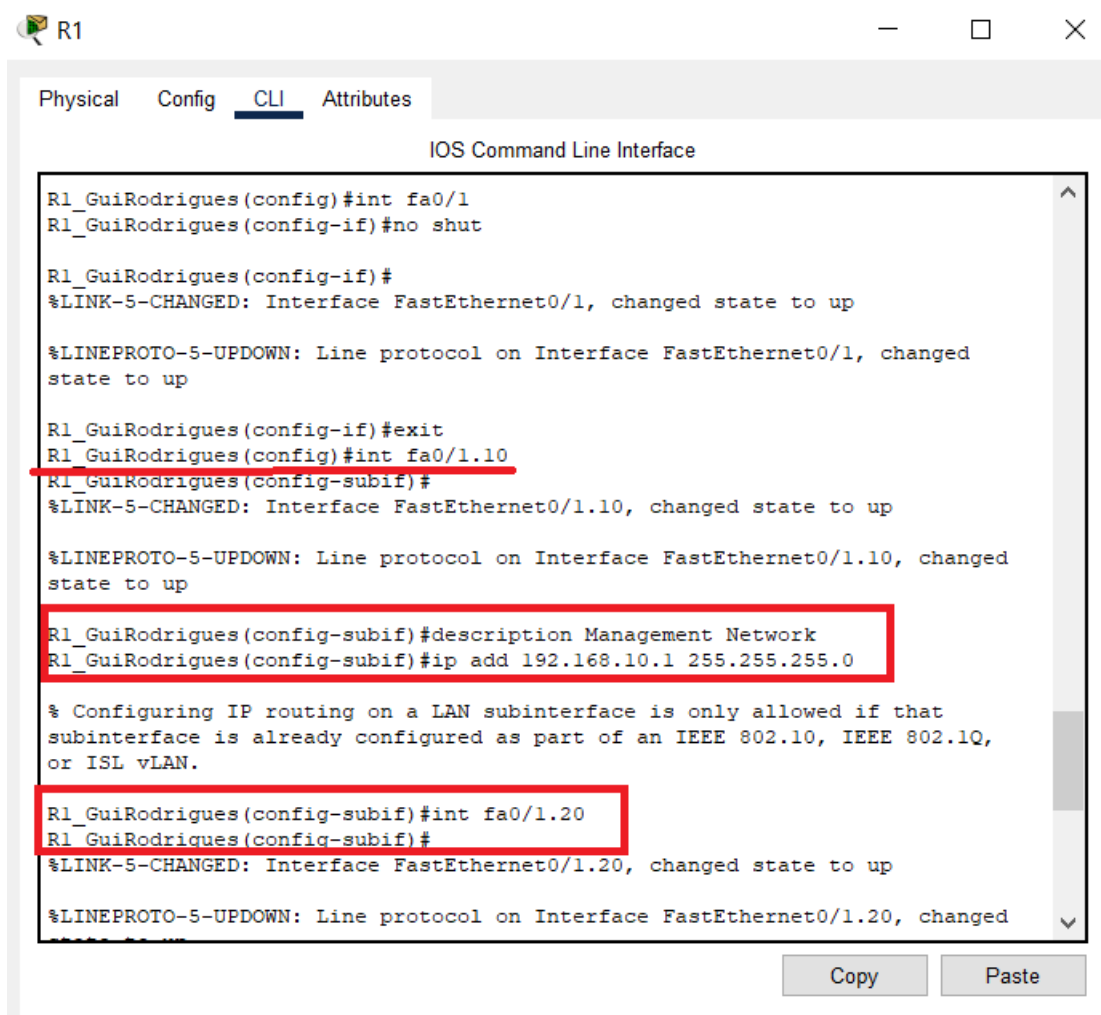 R1
Physical Config CLI Attributes
IOS Command Line Interface
R1_GuiRodrigues(config)#int fa0/1
R1_GuiRodrigues(config-if)#no shut
R1_GuiRodrigues(config-if)#
%LINK-5-CHANGED: Interface FastEthernet0/1, changed state to up
%LINEPROTO-5-UPDOWN: Line protocol on Interface FastEthernet0/1, changed
state to up
R1_GuiRodrigues(config-if)#exit
R1_GuiRodrigues(config)#int fa0/1.10
R1_GuiRodrigues(config-subif)#
%LINK-5-CHANGED: Interface FastEthernet0/1.10, changed state to up
%LINEPROTO-5-UPDOWN: Line protocol on Interface FastEthernet0/1.10, changed
state to up
R1_GuiRodrigues(config-subif)#description Management Network
R1_GuiRodrigues(config-subif)#ip add 192.168.10.1 255.255.255.0
% Configuring IP routing on a LAN subinterface is only allowed if that
subinterface is already configured as part of an IEEE 802.10, IEEE 802.1Q,
or ISL vLAN.
R1_GuiRodrigues(config-subif)#int fa0/1.20
R1_GuiRodrigues(config-subif)#
%LINK-5-CHANGED: Interface FastEthernet0/1.20, changed state to up
%LINEPROTO-5-UPDOWN: Line protocol on Interface FastEthernet0/1.20, changed
Copy Paste